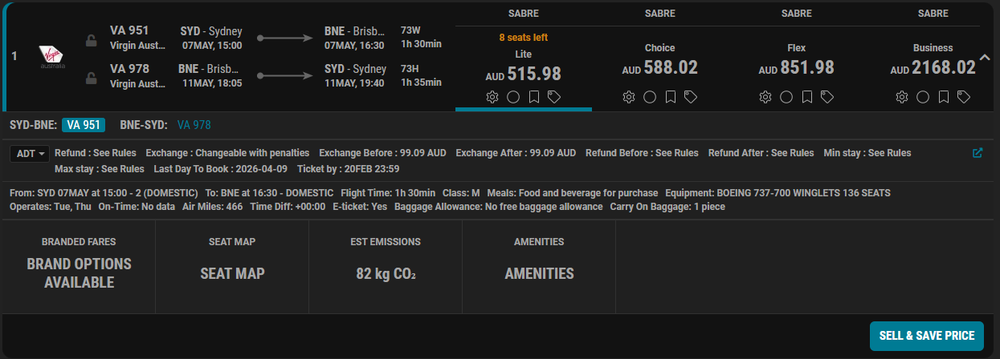 SABRE SABRE SABRE SABRE
1 Virgin australia
VA 951 SYD - Sydney BNE - Brisb... 73W
Virgin Aust... 07MAY, 15:00 07MAY, 16:30 1h 30min
VA 978 BNE - Brisb... SYD - Sydney 73H
Virgin Aust... 11MAY, 18:05 11MAY, 19:40 1h 35min
8 seats left
Lite Choice Flex Business
AUD 515.98 AUD 588.02 AUD 851.98 AUD 2168.02
SYD-BNE: VA 951 BNE-SYD: VA 978
ADT Refund : See Rules Exchange : Changeable with penalties Exchange Before : 99.09 AUD Exchange After : 99.09 AUD Refund Before : See Rules Refund After : See Rules Min stay : See Rules
Max stay : See Rules Last Day To Book : 2026-04-09 Ticket by : 20FEB 23:59
From: SYD 07MAY at 15:00 - 2 (DOMESTIC) To: BNE at 16:30 - DOMESTIC Flight Time: 1h 30min Class: M Meals: Food and beverage for purchase Equipment: BOEING 737-700 WINGLETS 136 SEATS
Operates: Tue, Thu On-Time: No data Air Miles: 466 Time Diff: +00:00 E-ticket: Yes Baggage Allowance: No free baggage allowance Carry On Baggage: 1 piece
BRANDED FARES SEAT MAP EST EMISSIONS AMENITIES
BRAND OPTIONS
AVAILABLE SEAT MAP 82 kg CO₂ AMENITIES
SELL & SAVE PRICE